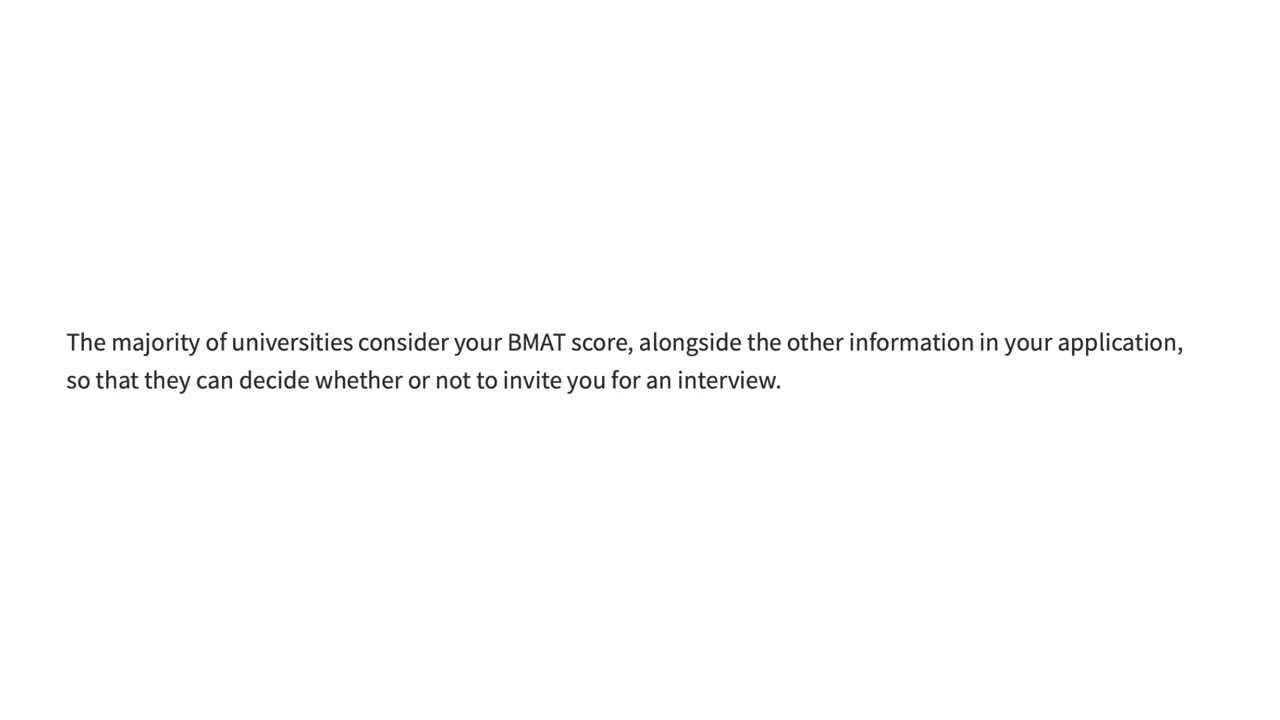 The majority of universities consider your BMAT score, alongside the other information in your application,
so that they can decide whether or not to invite you for an interview.